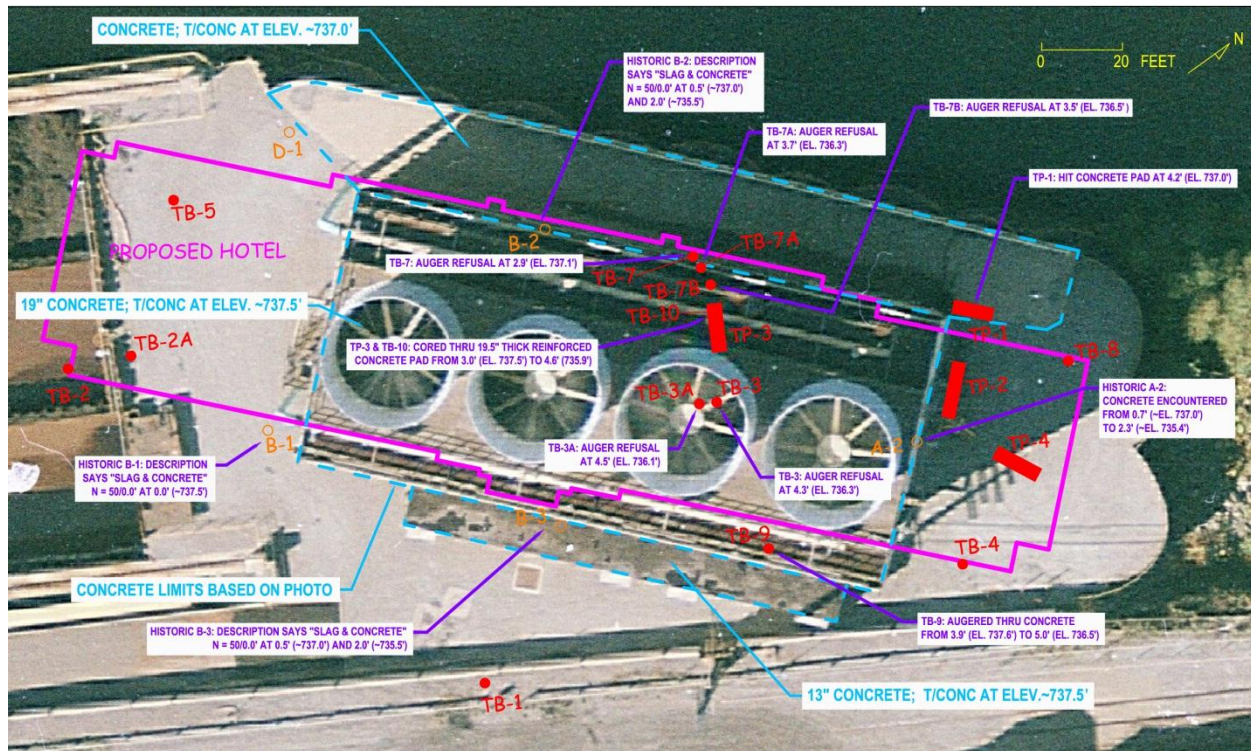 CONCRETE; T/CONC AT ELEV. ~737.0'
HISTORIC B-2: DESCRIPTION
SAYS "SLAG & CONCRETE"
N = 50/0.0' AT 0.5' (~737.0')
AND 2.0' (~735.5')
0 20 FEET
N
TB-7B: AUGER REFUSAL AT 3.5' (EL. 736.5')
TB-7A: AUGER REFUSAL
AT 3.7' (EL. 736.3')
TP-1: HIT CONCRETE PAD AT 4.2' (EL. 737.0')
D-1
TB-5
PROPOSED HOTEL
B-2
TB-7: AUGER REFUSAL AT 2.9' (EL. 737.1')
TB-7A
TB-7
TB-7B
TB-10
TP-3
TP-1
19" CONCRETE; T/CONC AT ELEV. ~737.5'
TP-3 & TB-10: CORED THRU 19.5" THICK REINFORCED
CONCRETE PAD FROM 3.0' (EL. 737.5') TO 4.6' (735.9')
TB-8
TB-2A
TB-2
TP-2
TB-3A
TB-3
HISTORIC A-2:
CONCRETE ENCOUNTERED
FROM 0.7' (~EL. 737.0')
TO 2.3' (~EL. 735.4')
B-1
A-2
TP-4
TB-3A: AUGER REFUSAL
AT 4.5' (EL. 736.1')
TB-3: AUGER REFUSAL
AT 4.3' (EL. 736.3')
HISTORIC B-1: DESCRIPTION
SAYS "SLAG & CONCRETE"
N = 50/0.0' AT 0.0' (~737.5')
B-3
TB-9
TB-4
CONCRETE LIMITS BASED ON PHOTO
HISTORIC B-3: DESCRIPTION SAYS "SLAG & CONCRETE"
N = 50/0.0' AT 0.5' (~737.0') AND 2.0' (~735.5')
TB-9: AUGERED THRU CONCRETE
FROM 3.9' (EL. 737.6') TO 5.0' (EL. 736.5')
TB-1
13" CONCRETE; T/CONC AT ELEV.~737.5'